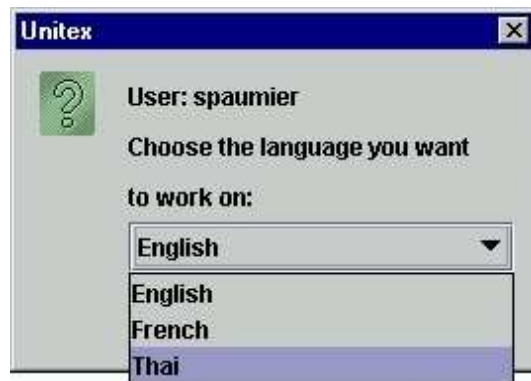 Unitex
User: spaumier
Choose the language you want
to work on:
English
English
French
Thai